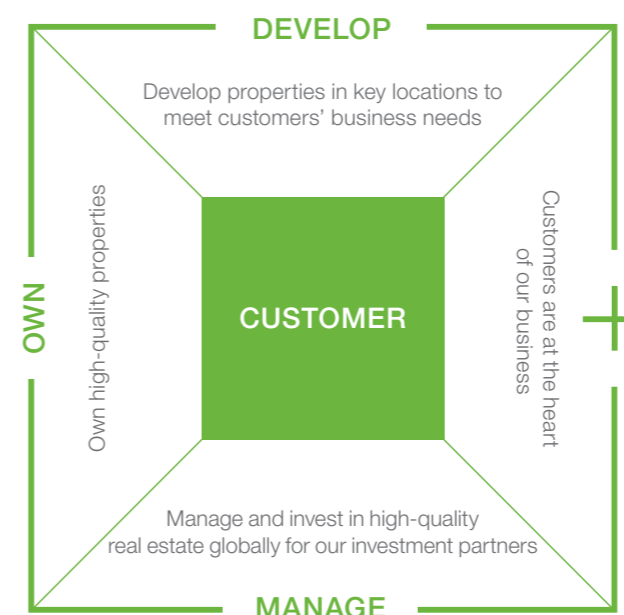 DEVELOP
Develop properties in key locations to
meet customers’ business needs
OWN
Own high-quality properties
CUSTOMER
Customers are at the heart
of our business
+
Manage and invest in high-quality
real estate globally for our investment partners
MANAGE